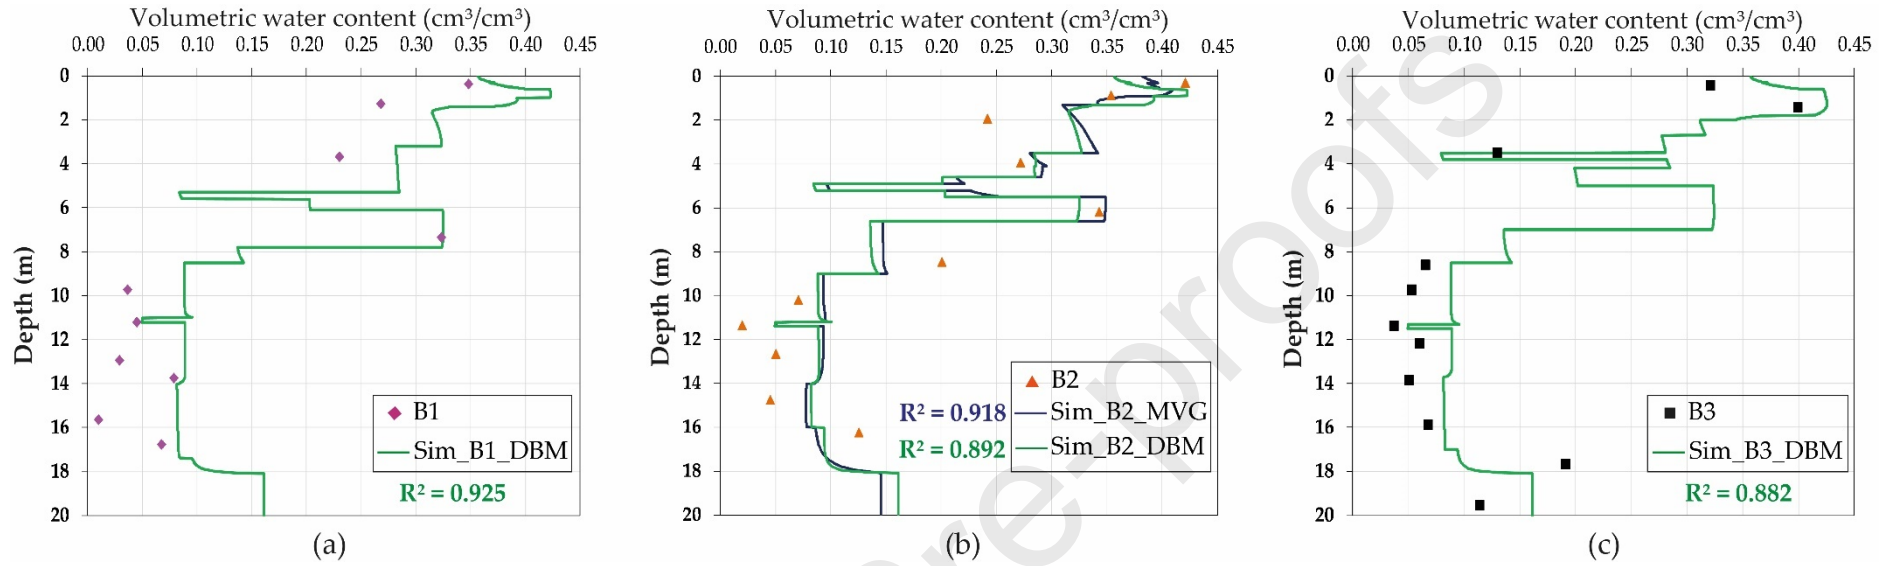 Volumetric water content (cm³/cm³)
0.00 0.05 0.10 0.15 0.20 0.25 0.30 0.35 0.40 0.45
0
2
4
6
8
10
12
14
16
18
20
Depth (m)
B1
Sim_B1_DBM
R² = 0.925
(a)
Volumetric water content (cm³/cm³)
0.00 0.05 0.10 0.15 0.20 0.25 0.30 0.35 0.40 0.45
0
2
4
6
8
10
12
14
16
18
20
Depth (m)
B2
R² = 0.918 Sim_B2_MVG
R² = 0.892 Sim_B2_DBM
(b)
Volumetric water content (cm³/cm³)
0.00 0.05 0.10 0.15 0.20 0.25 0.30 0.35 0.40 0.45
0
2
4
6
8
10
12
14
16
18
20
Depth (m)
B3
Sim_B3_DBM
R² = 0.882
(c)
re-proofs